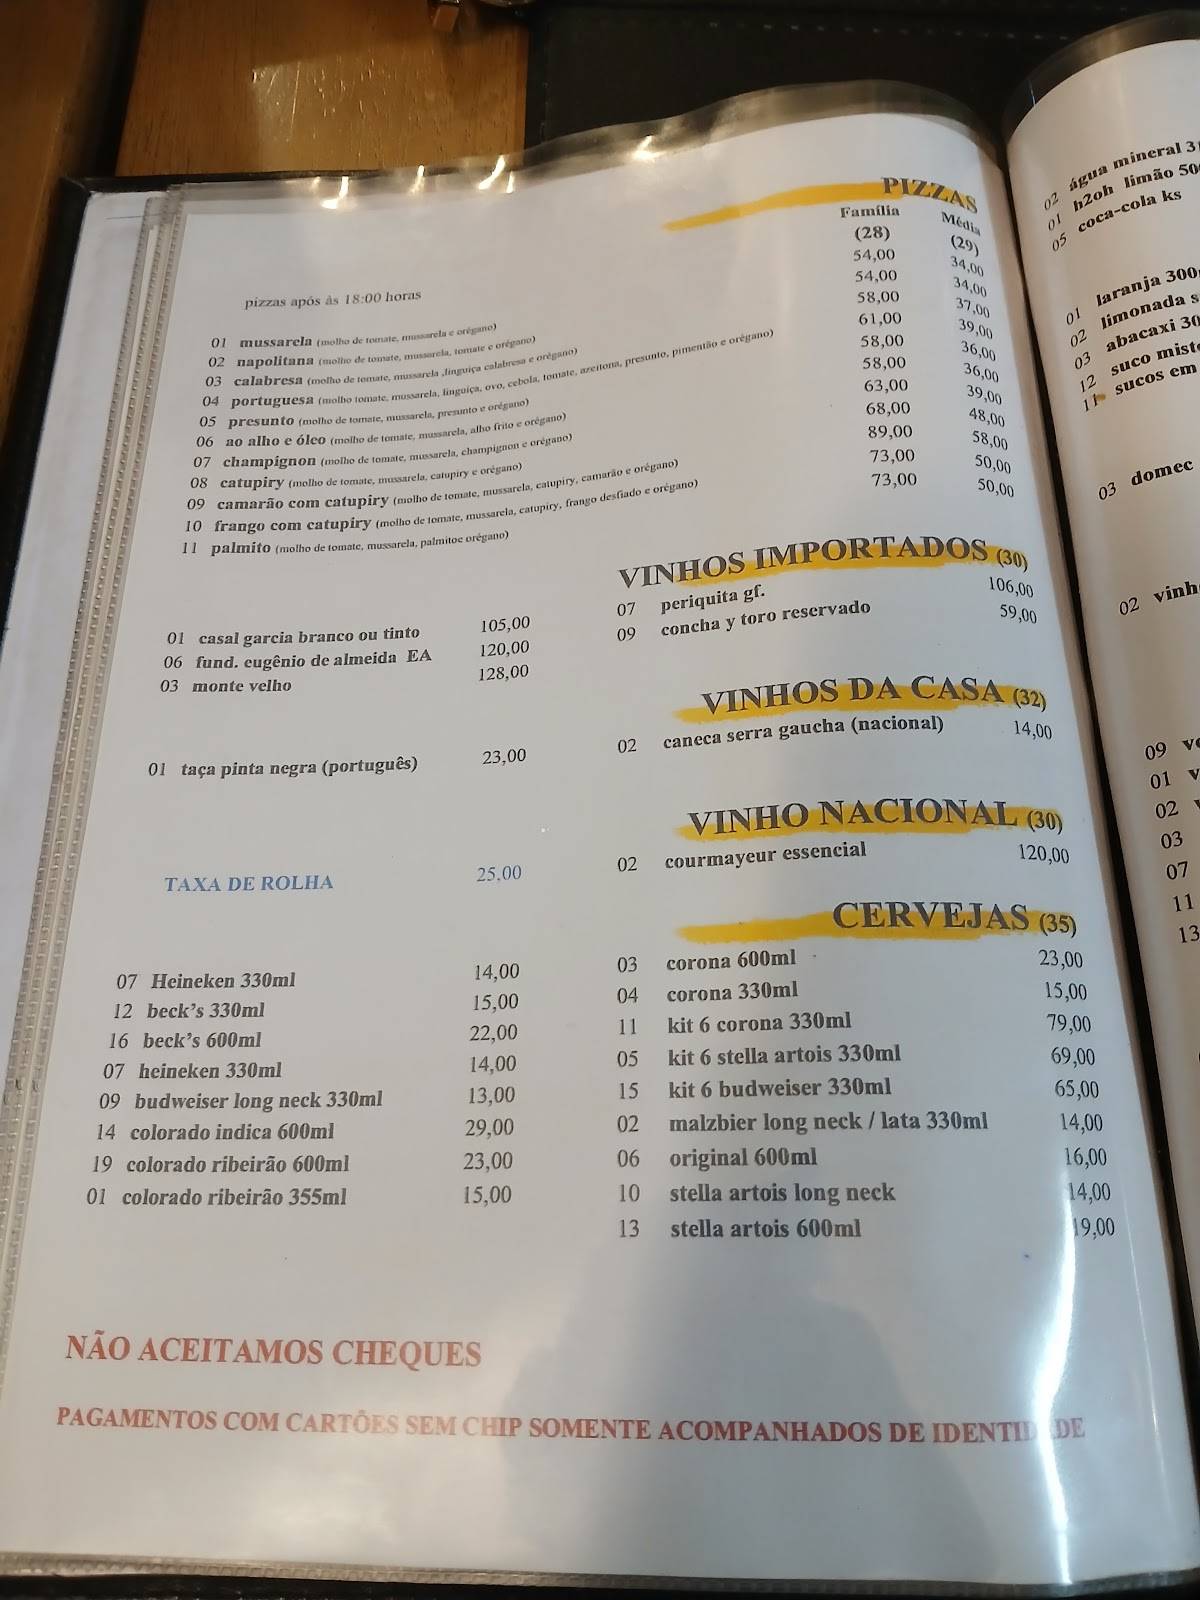 PIZZAS
Família Média
(28) (29)
pizzas após às 18:00 horas
01 mussarela (molho de tomate, mussarela e orégano) 54,00 34,00
02 napolitana (molho de tomate, mussarela, tomate e orégano) 54,00 34,00
03 calabresa (molho de tomate, mussarela ,linguiça calabresa e orégano) 58,00 37,00
04 portuguesa (molho tomate, mussarela, linguiça, ovo, cebola, tomate, azeitona, presunto, pimentão e orégano) 61,00 39,00
05 presunto (molho de tomate, mussarela, presunto e orégano) 58,00 36,00
06 ao alho e óleo (molho de tomate, mussarela, alho frito e orégano) 58,00 36,00
07 champignon (molho de tomate, mussarela, champignon e orégano) 63,00 39,00
08 catupiry (molho de tomate, mussarela, catupiry e orégano) 68,00 48,00
09 camarão com catupiry (molho de tomate, mussarela, catupiry, camarão e orégano) 89,00 58,00
10 frango com catupiry (molho de tomate, mussarela, catupiry, frango desfiado e orégano) 73,00 50,00
11 palmito (molho de tomate, mussarela, palmitoe orégano) 73,00 50,00
VINHOS IMPORTADOS (30)
01 casal garcia branco ou tinto 105,00
06 fund. eugênio de almeida EA 120,00
03 monte velho 128,00
07 periquita gf. 106,00
09 concha y toro reservado 59,00
VINHOS DA CASA (32)
01 taça pinta negra (português) 23,00
02 caneca serra gaucha (nacional) 14,00
VINHO NACIONAL (30)
02 courmayeur essencial 120,00
TAXA DE ROLHA 25,00
CERVEJAS (35)
07 Heineken 330ml 14,00
12 beck's 330ml 15,00
16 beck's 600ml 22,00
07 heineken 330ml 14,00
09 budweiser long neck 330ml 13,00
14 colorado indica 600ml 29,00
19 colorado ribeirão 600ml 23,00
01 colorado ribeirão 355ml 15,00
03 corona 600ml 23,00
04 corona 330ml 15,00
11 kit 6 corona 330ml 79,00
05 kit 6 stella artois 330ml 69,00
15 kit 6 budweiser 330ml 65,00
02 malzbier long neck / lata 330ml 14,00
06 original 600ml 16,00
10 stella artois long neck 14,00
13 stella artois 600ml 19,00
NÃO ACEITAMOS CHEQUES
PAGAMENTOS COM CARTÕES SEM CHIP SOMENTE ACOMPANHADOS DE IDENTIDADE
02 água mineral
01 h2oh limão
05 coca-cola ks
01 laranja
02 limonada
03 abacaxi
12 suco
11 sucos em
03 domec
02
09
01
02
03
07
11
13